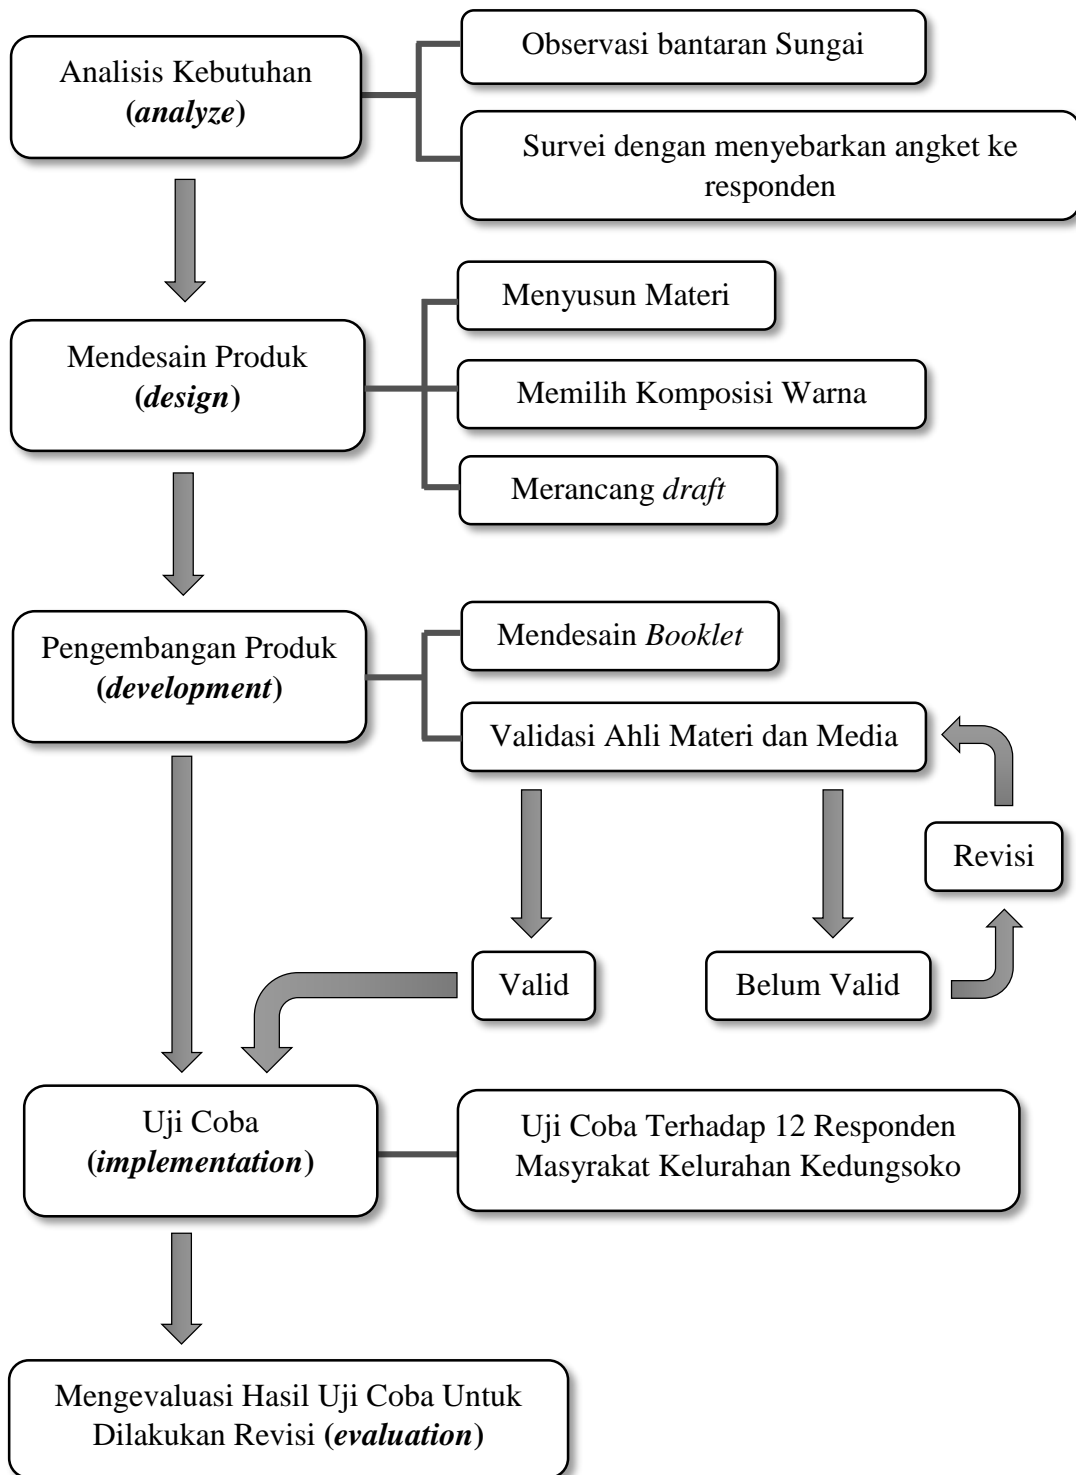 Analisis Kebutuhan
(analyze)
Observasi bantaran Sungai
Survei dengan menyebarkan angket ke
responden
Mendesain Produk
(design)
Menyusun Materi
Memilih Komposisi Warna
Merancang draft
Pengembangan Produk
(development)
Mendesain Booklet
Validasi Ahli Materi dan Media
Revisi
Valid
Belum Valid
Uji Coba
(implementation)
Uji Coba Terhadap 12 Responden
Masyrakat Kelurahan Kedungsoko
Mengevaluasi Hasil Uji Coba Untuk
Dilakukan Revisi (evaluation)